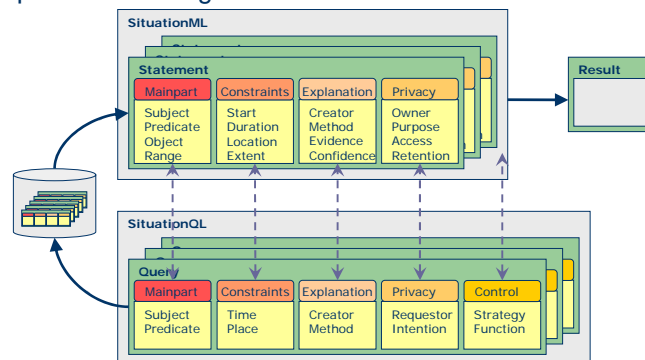 SituationML
Statement
Mainpart Constraints Explanation Privacy
Subject Start Creator Owner
Predicate Duration Method Purpose
Object Location Evidence Access
Range Extent Confidence Retention
Result
SituationQL
Query
Mainpart Constraints Explanation Privacy Control
Subject Time Creator Requestor Strategy
Predicate Place Method Intention Function